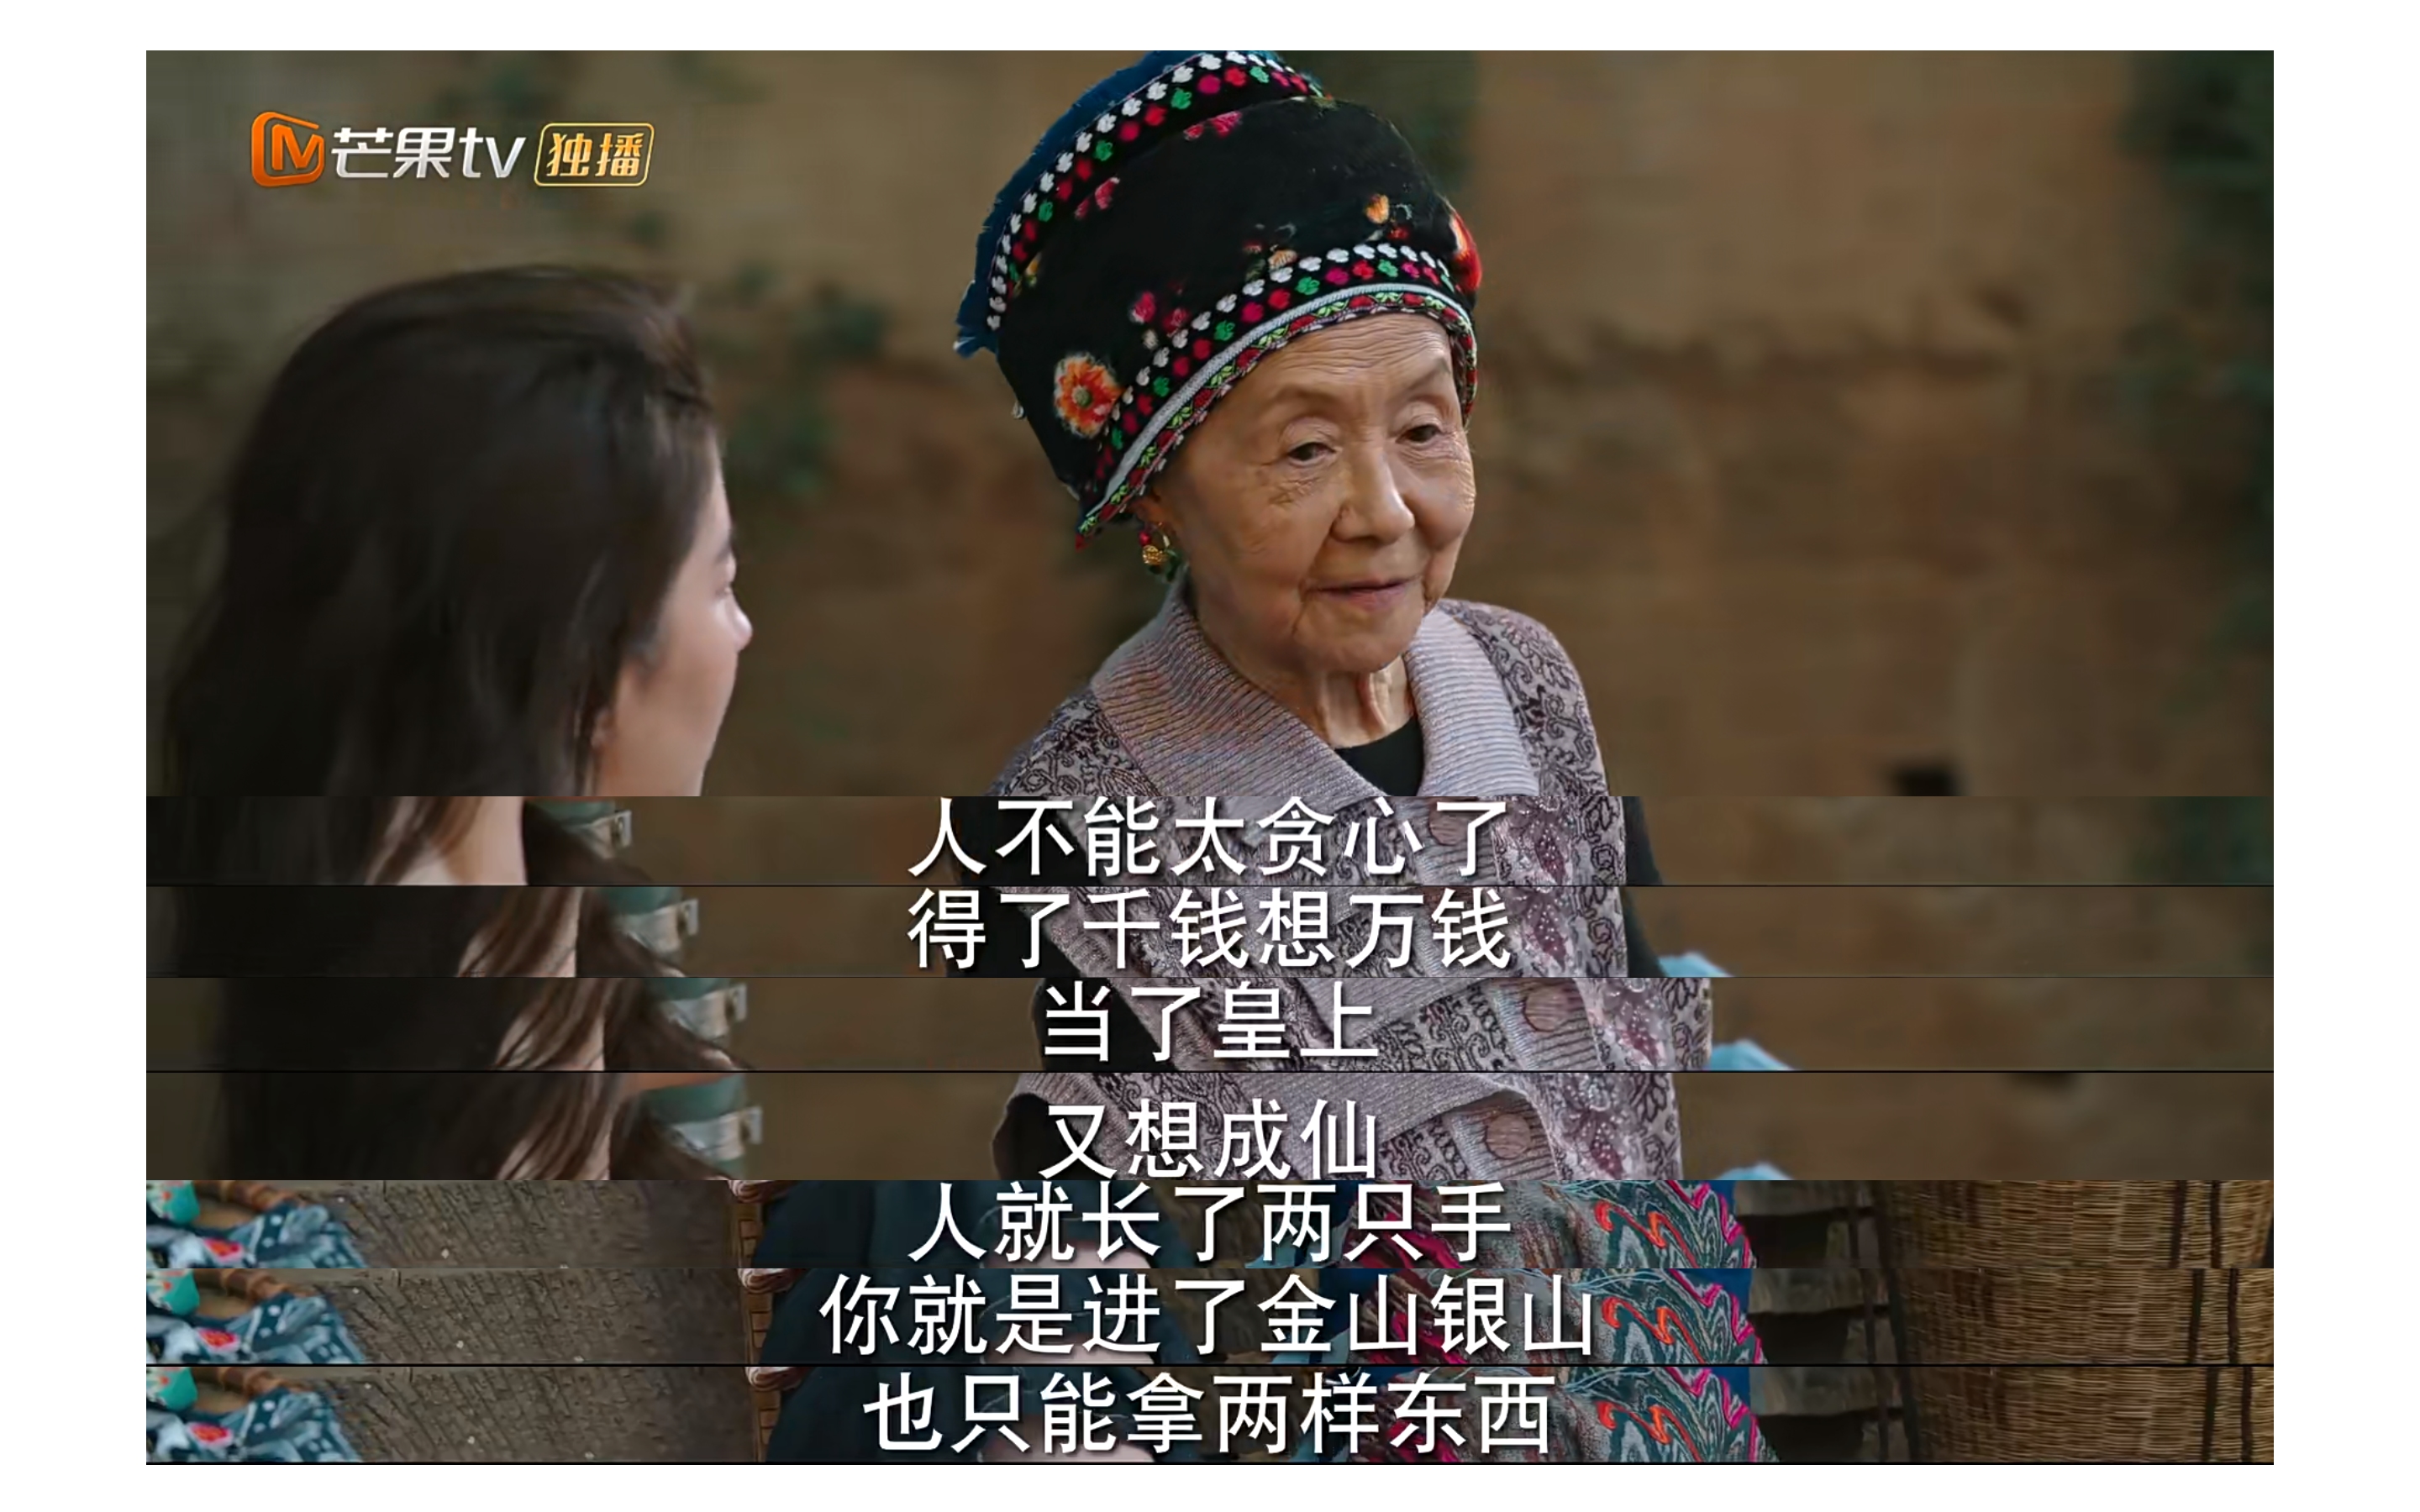 芒果tv 独播
人不能太贪心了
得了千钱想万钱
当了皇上
又想成仙
人就长了两只手
你就是进了金山银山
也只能拿两样东西